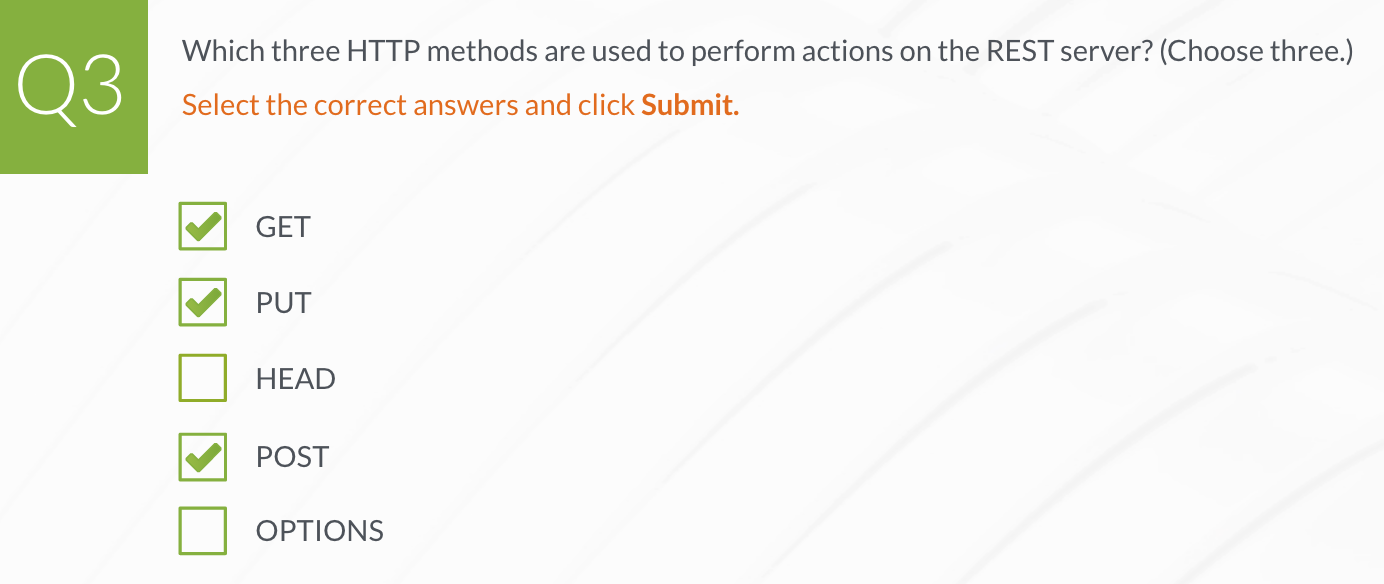 Q3
Which three HTTP methods are used to perform actions on the REST server? (Choose three.)
Select the correct answers and click Submit.
GET
PUT
HEAD
POST
OPTIONS